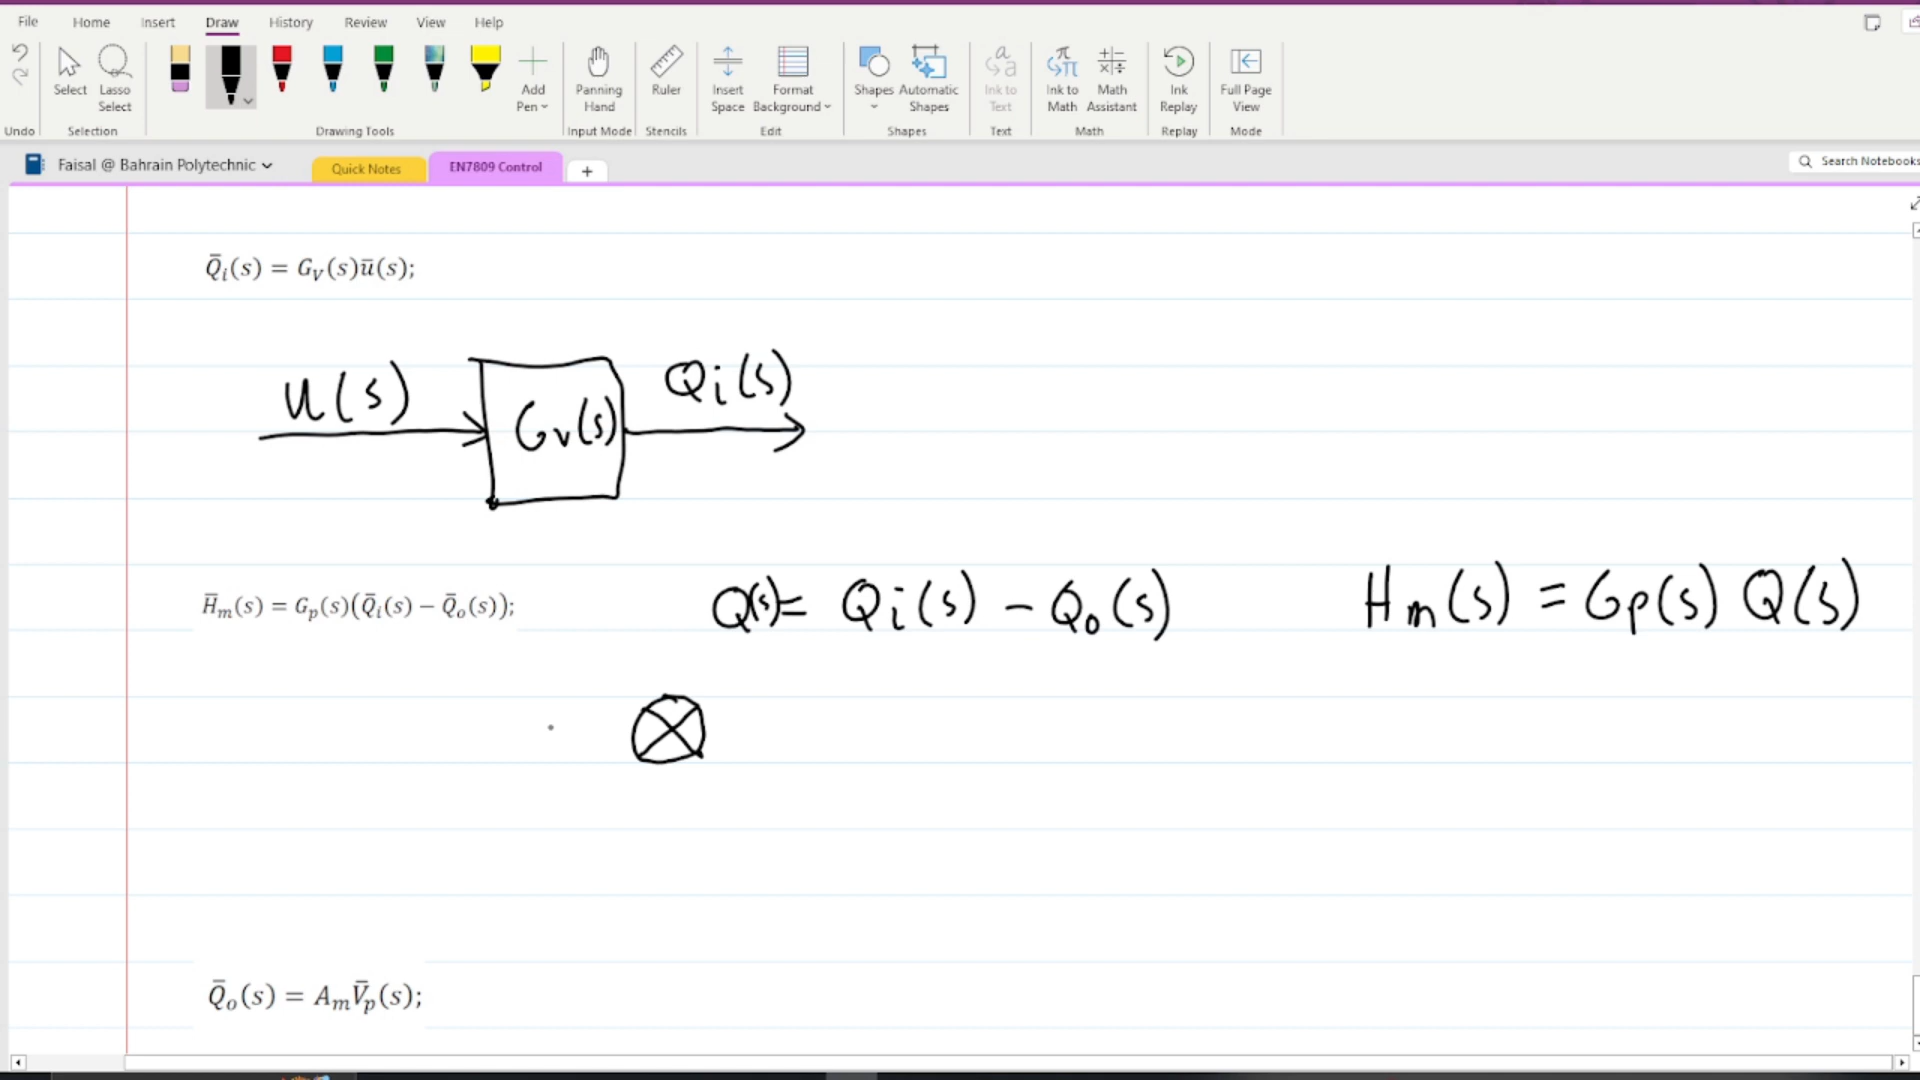 File Home Insert Draw History Review View Help
Select Lasso Select Add Pen Panning Hand Ruler Insert Space Format Background Shapes Automatic Shapes Ink to Text Ink to Math Math Assistant Ink Replay Full Page View
Undo Selection Drawing Tools Input Mode Stencils Edit Shapes Text Math Replay Mode
Faisal @ Bahrain Polytechnic Quick Notes EN7809 Control + Search Notebooks
Q̄ᵢ(s) = G_V(s)ū(s);
U(s) Gv(s) Qi(s)
H̄ₘ(s) = Gₚ(s)(Q̄ᵢ(s) − Q̄ₒ(s)); Q(s)= Qi(s) − Qo(s) Hm(s) = Gp(s) Q(s)
Q̄ₒ(s) = AₘV̄ₚ(s);